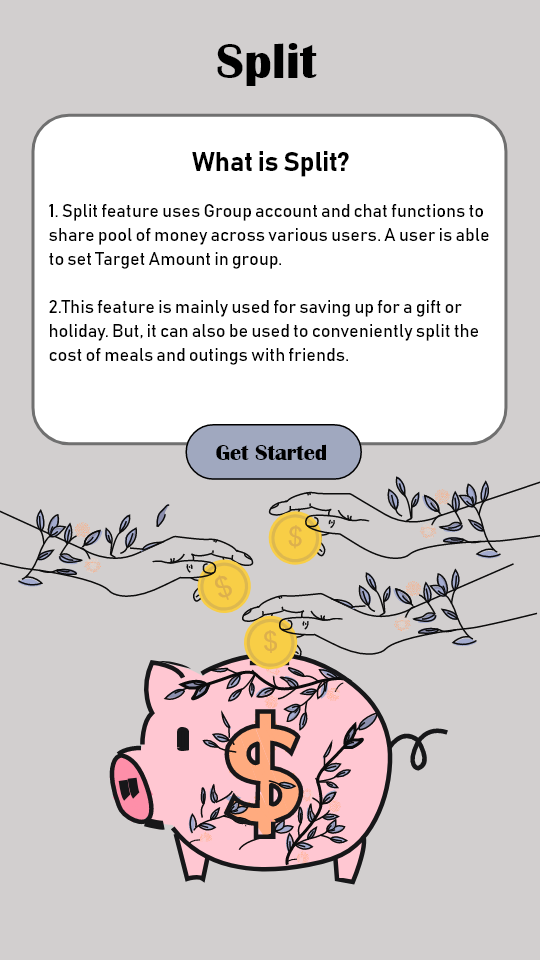 Split
What is Split?
1. Split feature uses Group account and chat functions to
share pool of money across various users. A user is able
to set Target Amount in group.
2.This feature is mainly used for saving up for a gift or
holiday. But, it can also be used to conveniently split the
cost of meals and outings with friends.
Get Started
$
$
$
$